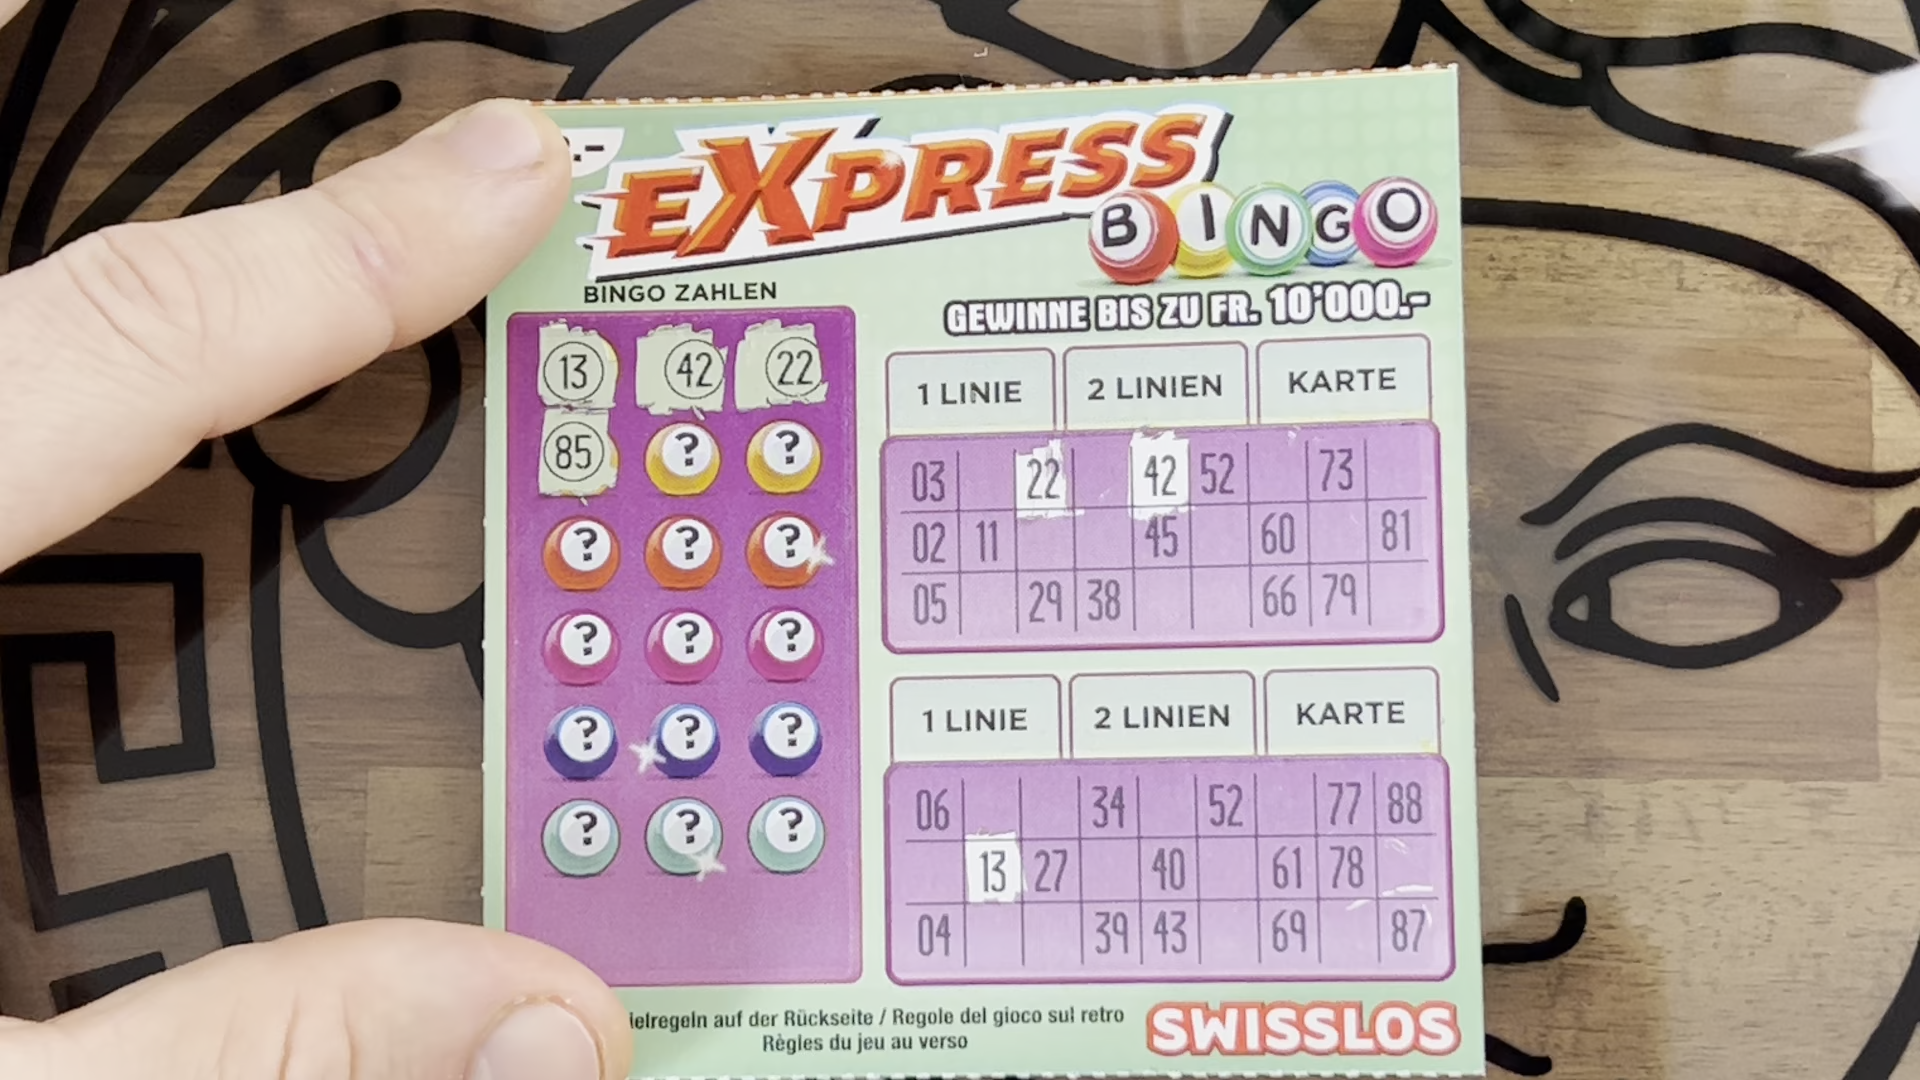 .-
EXPRESS
BINGO
BINGO ZAHLEN
GEWINNE BIS ZU FR. 10'000.-
13 42 22
85 ? ?
? ? ?
? ? ?
? ? ?
? ? ?
1 LINIE 2 LINIEN KARTE
03 22 42 52 73
02 11 45 60 81
05 29 38 66 79
1 LINIE 2 LINIEN KARTE
06 34 52 77 88
13 27 40 61 78
04 39 43 69 87
ielregeln auf der Rückseite / Regole del gioco sul retro
Règles du jeu au verso
SWISSLOS